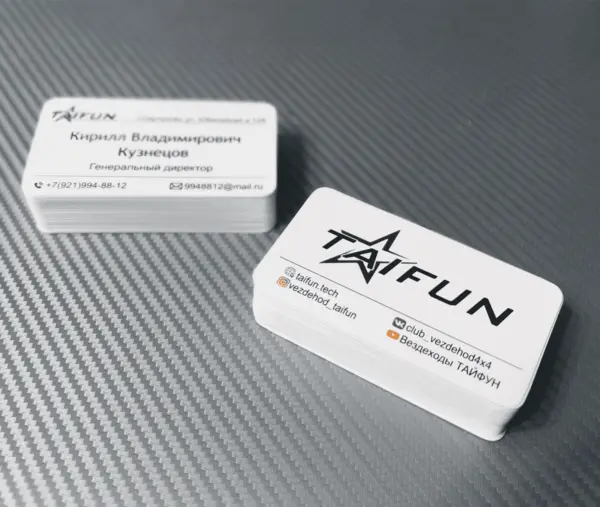 TAIFUN
Кирилл Владимирович
Кузнецов
Генеральный директор
+7(921)994-88-12
9948812@mail.ru
TAIFUN
taifun.tech
vezdehod_taifun
club_vezdehod4x4
Вездеходы ТАЙФУН